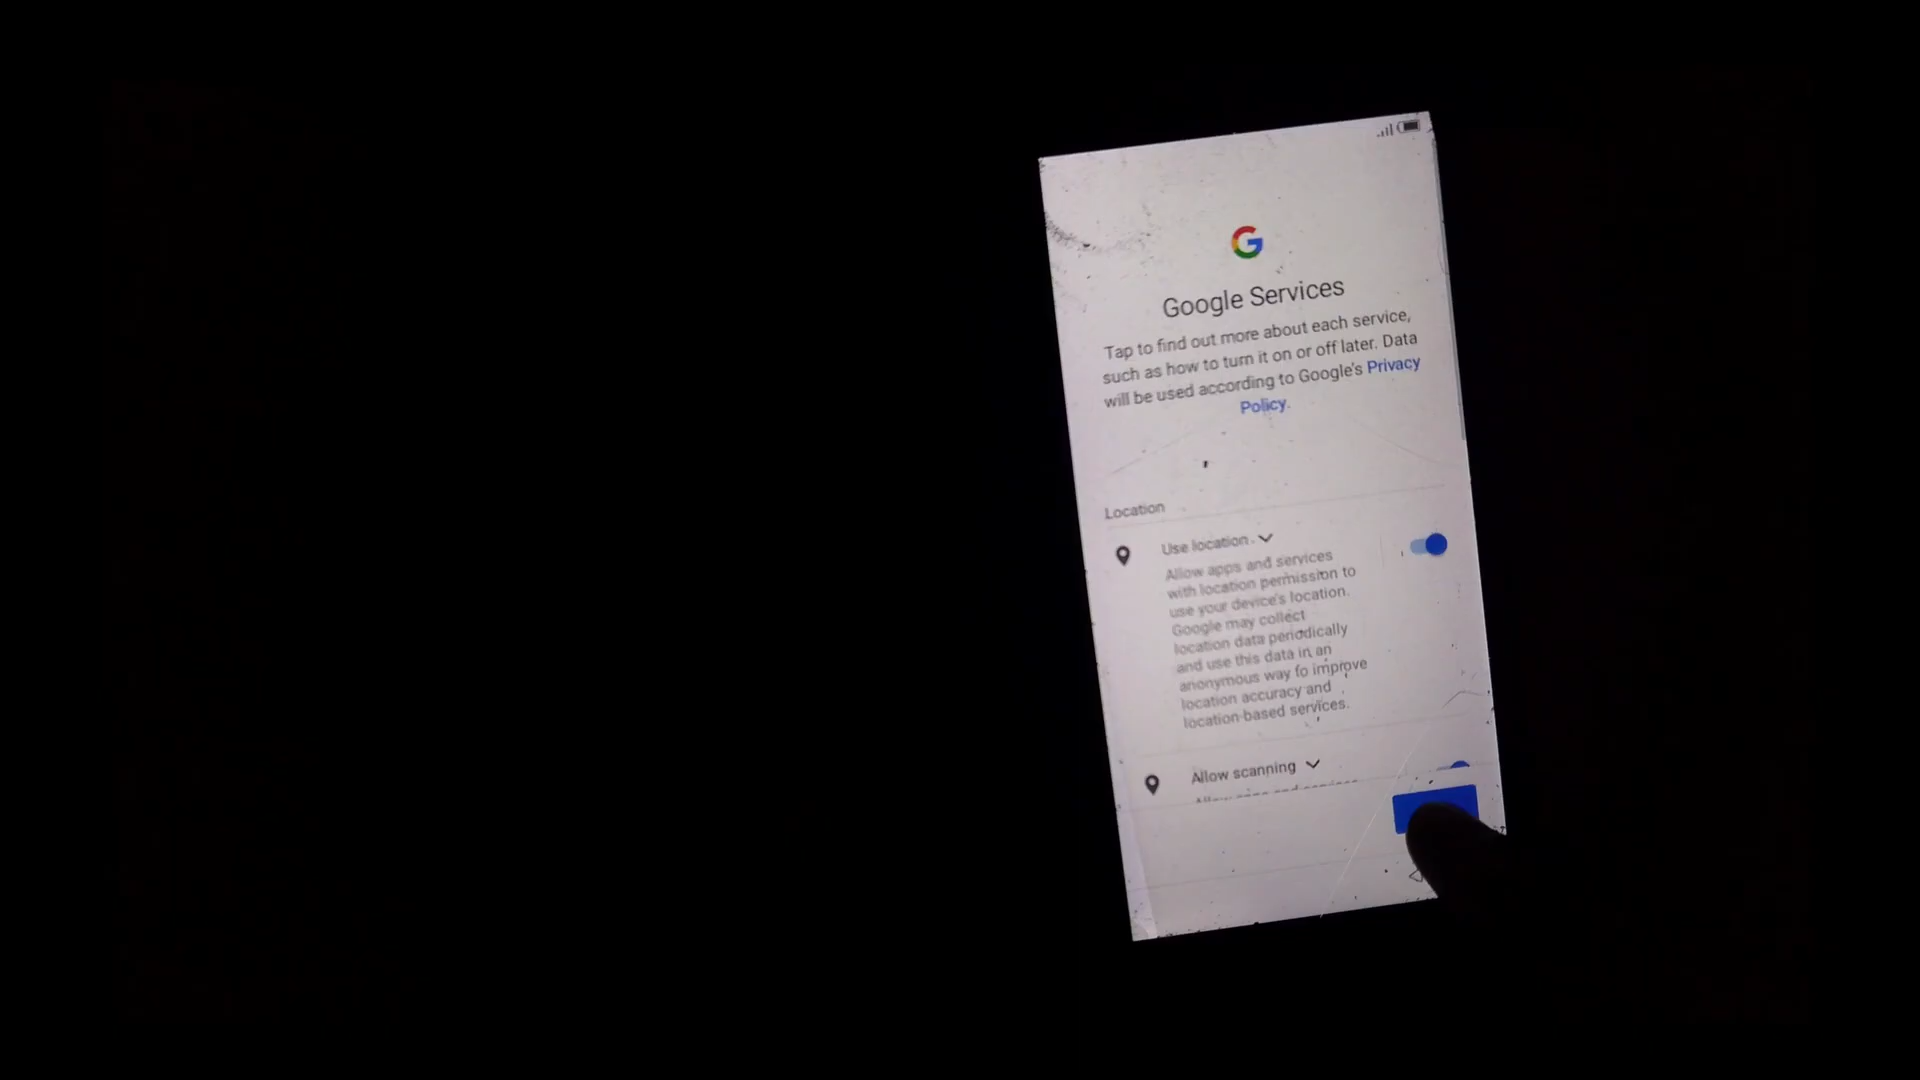 Google Services
Tap to find out more about each service,
such as how to turn it on or off later. Data
will be used according to Google's Privacy
Policy.
Location
Use location
Allow apps and services
with location permission to
use your device's location.
Google may collect
location data periodically
and use this data in an
anonymous way to improve
location accuracy and
location-based services.
Allow scanning